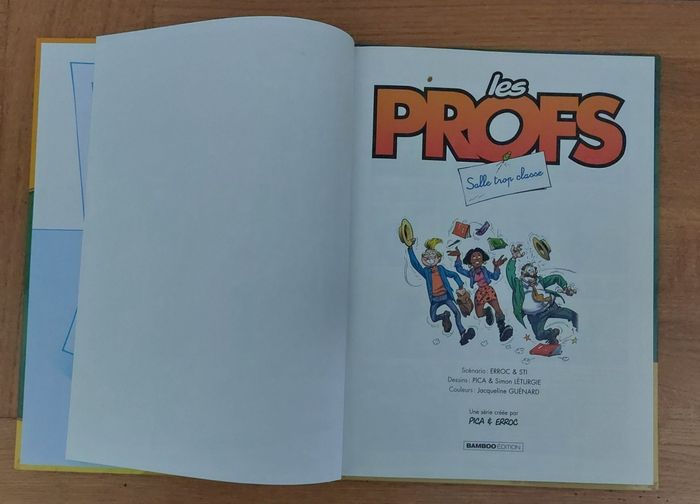 les
PROFS
Salle trop classe
Scénario : ERROC & STI
Dessins : PICA & Simon LÉTURGIE
Couleurs : Jacqueline GUÉNARD
Une série créée par
PICA & ERROC
BAMBOO ÉDITION